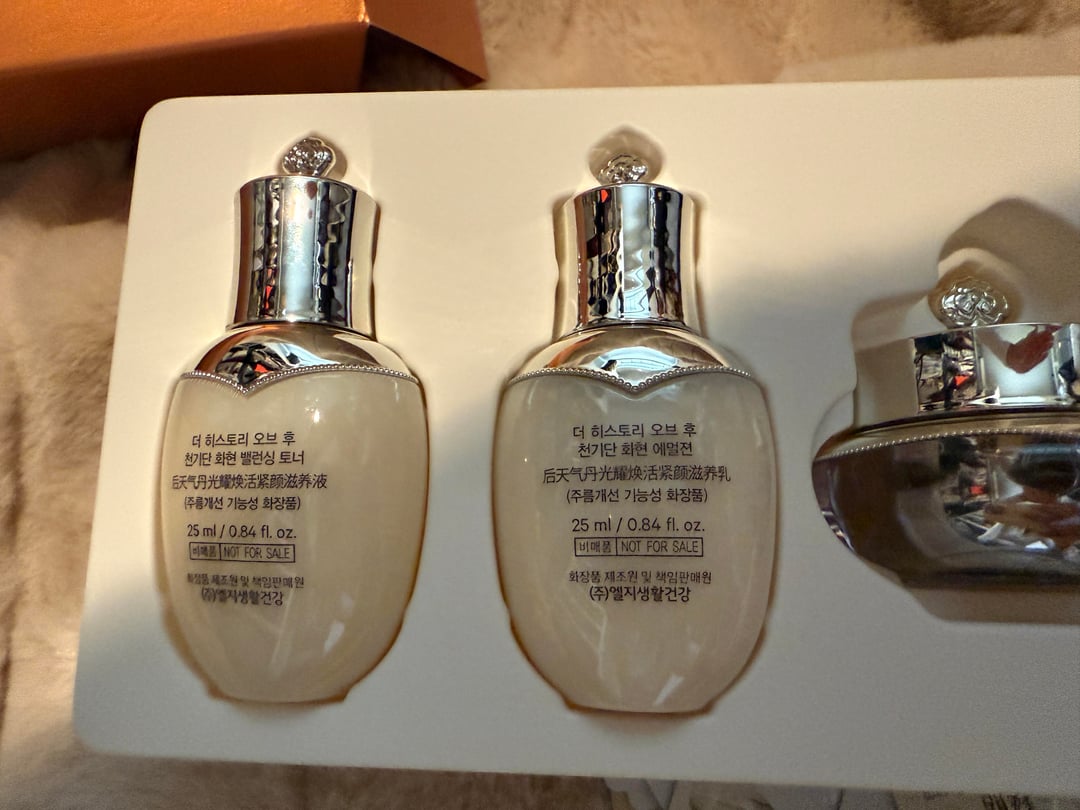 더 히스토리 오브 후
천기단 화현 밸런싱 토너
后天气丹光耀焕活紧颜滋养液
(주름개선 기능성 화장품)
25 ml / 0.84 fl. oz.
비매품 NOT FOR SALE
화장품 제조원 및 책임판매원
(주)엘지생활건강
더 히스토리 오브 후
천기단 화현 에멀젼
后天气丹光耀焕活紧颜滋养乳
(주름개선 기능성 화장품)
25 ml / 0.84 fl. oz.
비매품 NOT FOR SALE
화장품 제조원 및 책임판매원
(주)엘지생활건강